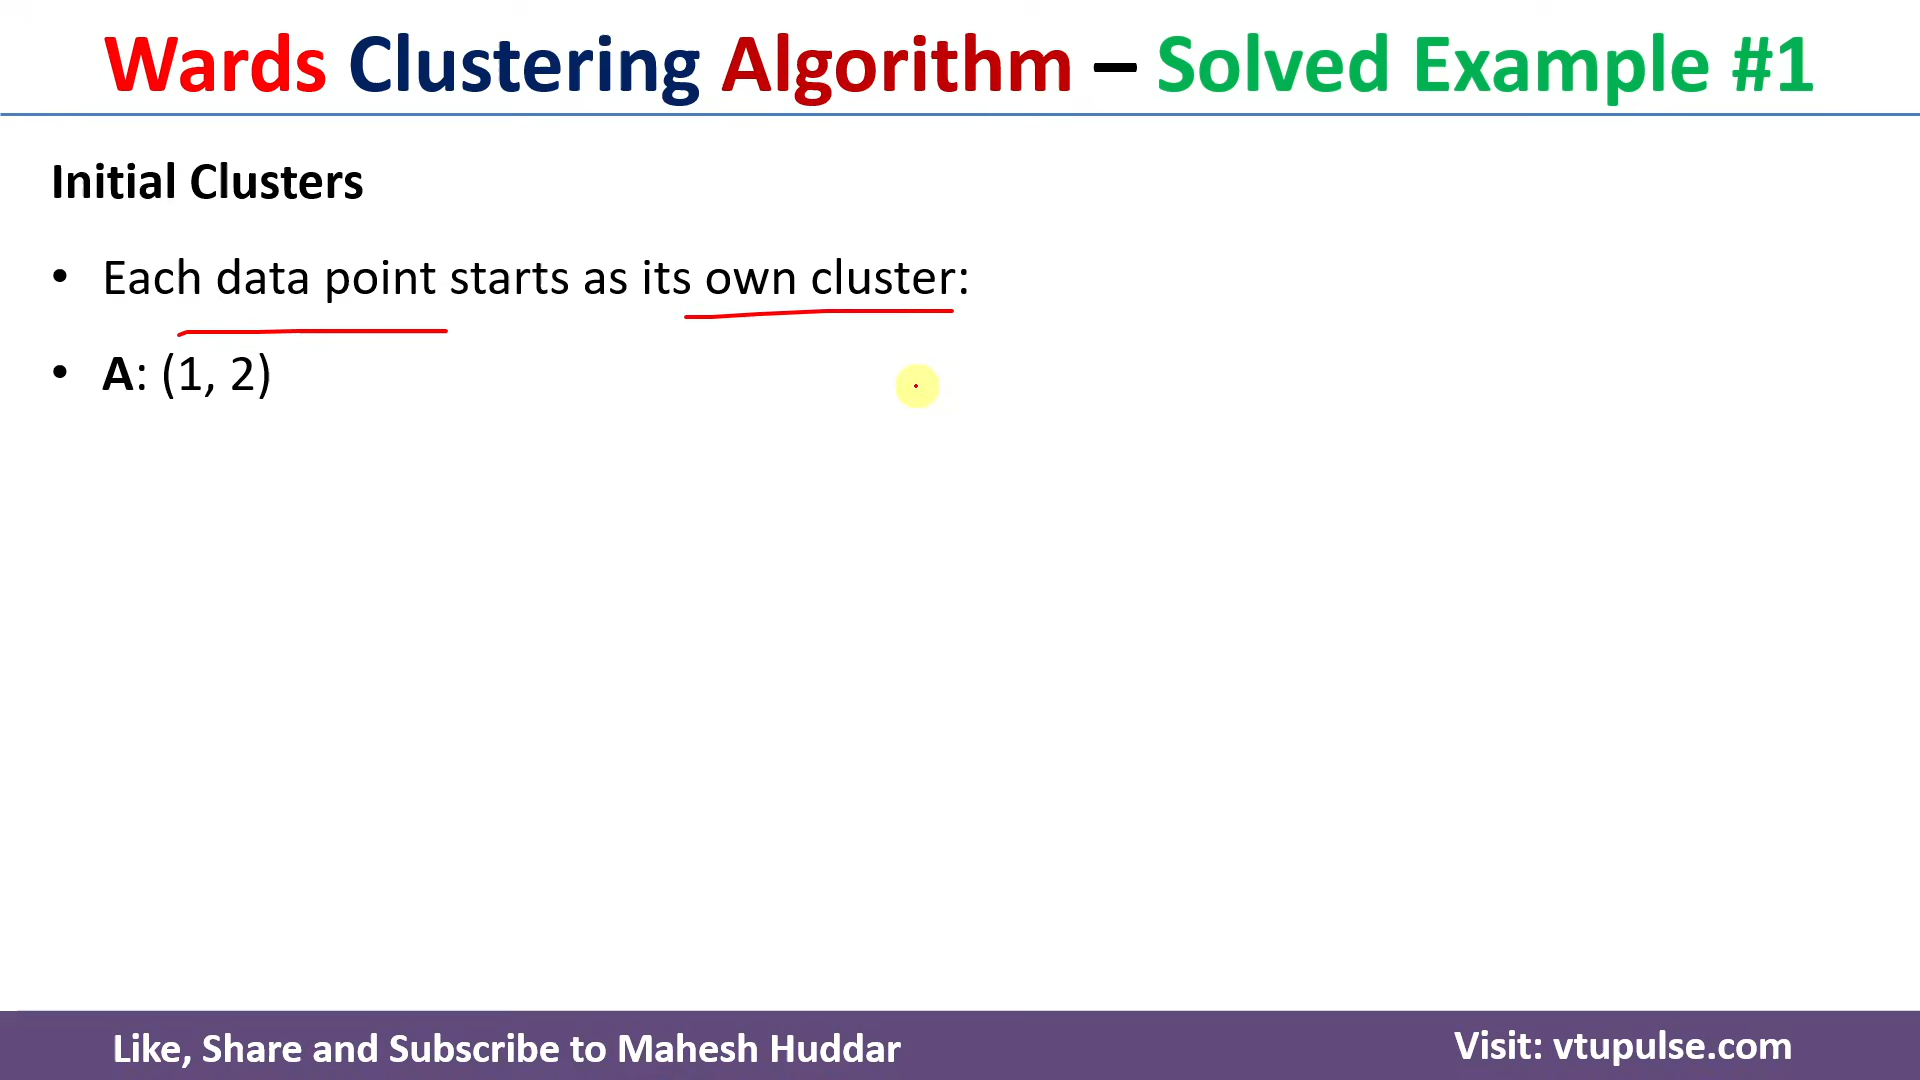 Wards Clustering Algorithm – Solved Example #1
Initial Clusters
• Each data point starts as its own cluster:
• A: (1, 2)
Like, Share and Subscribe to Mahesh Huddar
Visit: vtupulse.com